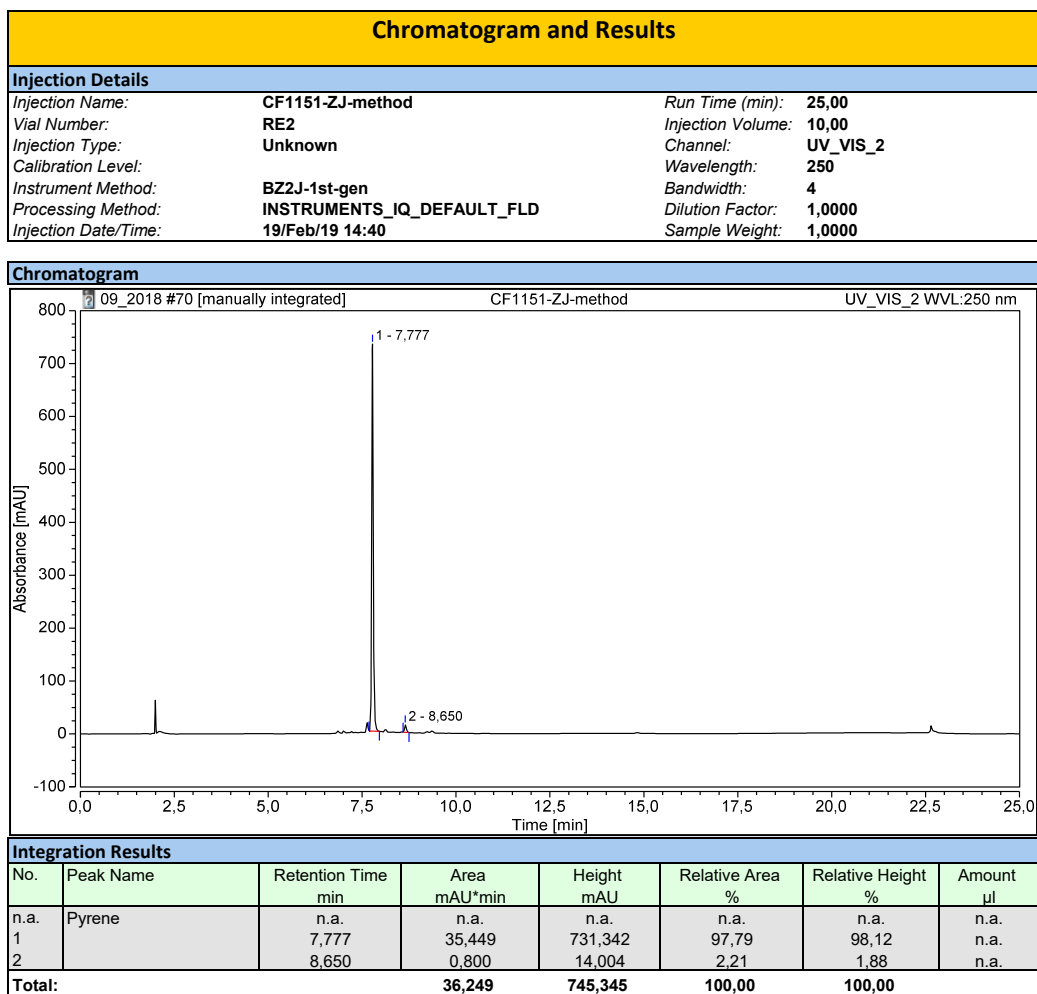 Chromatogram and Results
Injection Details
Injection Name: CF1151-ZJ-method Run Time (min): 25,00
Vial Number: RE2 Injection Volume: 10,00
Injection Type: Unknown Channel: UV_VIS_2
Calibration Level: Wavelength: 250
Instrument Method: BZ2J-1st-gen Bandwidth: 4
Processing Method: INSTRUMENTS_IQ_DEFAULT_FLD Dilution Factor: 1,0000
Injection Date/Time: 19/Feb/19 14:40 Sample Weight: 1,0000
Chromatogram
09_2018 #70 [manually integrated] CF1151-ZJ-method UV_VIS_2 WVL:250 nm
800
1 - 7,777
700
600
500
400
300
200
100
2 - 8,650
0
-100
Absorbance [mAU]
0,0 2,5 5,0 7,5 10,0 12,5 15,0 17,5 20,0 22,5 25,0
Time [min]
Integration Results
No. Peak Name Retention Time Area Height Relative Area Relative Height Amount
min mAU*min mAU % % µl
n.a. Pyrene n.a. n.a. n.a. n.a. n.a. n.a.
1 7,777 35,449 731,342 97,79 98,12 n.a.
2 8,650 0,800 14,004 2,21 1,88 n.a.
Total: 36,249 745,345 100,00 100,00